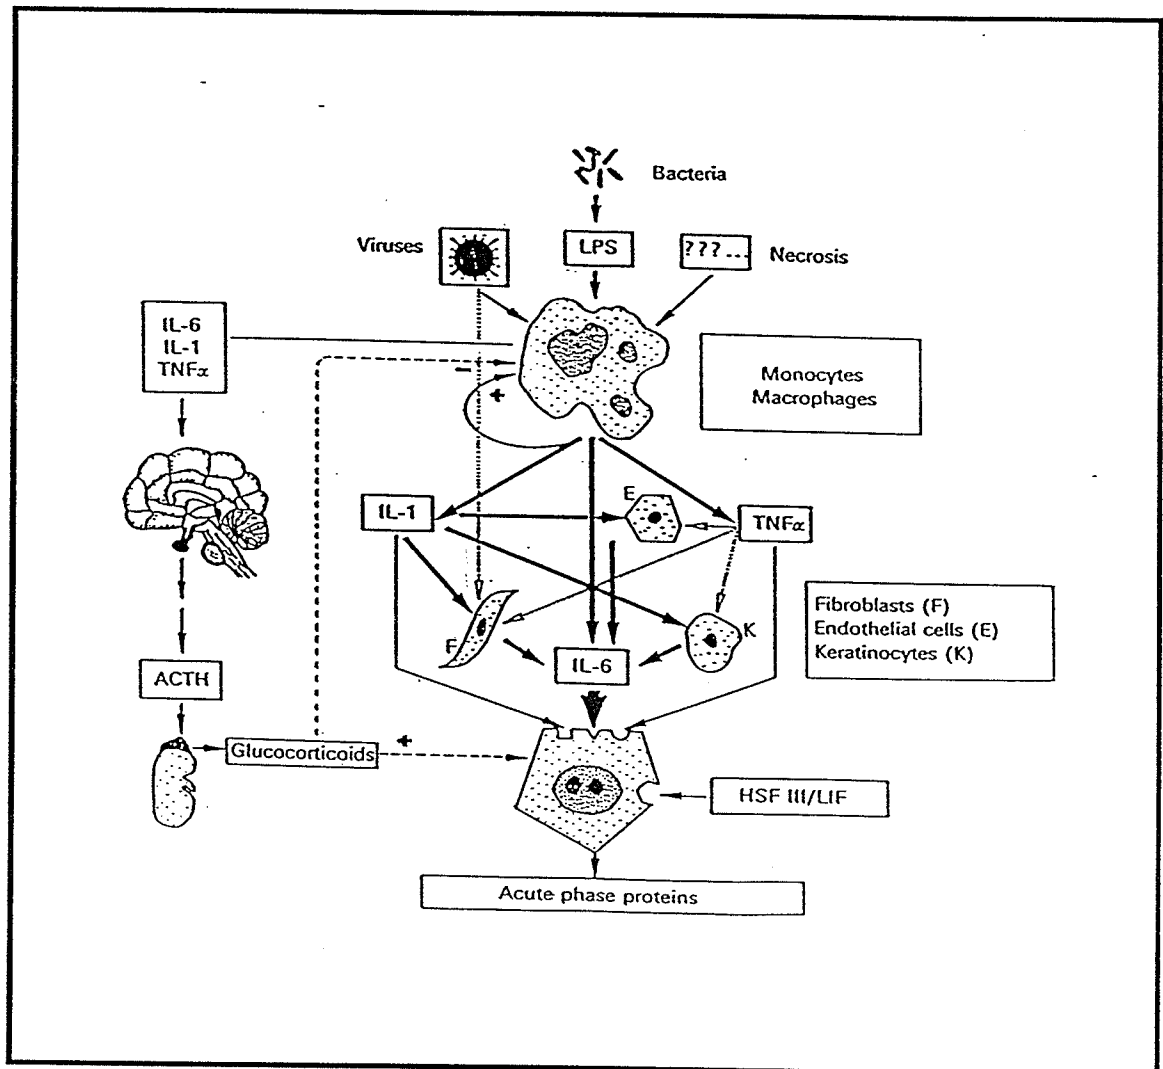 Bacteria
Viruses
LPS
???...
Necrosis
IL-6
IL-1
TNFα
Monocytes
Macrophages
−
+
E
IL-1
TNFα
Fibroblasts (F)
Endothelial cells (E)
Keratinocytes (K)
F
K
IL-6
ACTH
Glucocorticoids
+
HSF III/LIF
Acute phase proteins